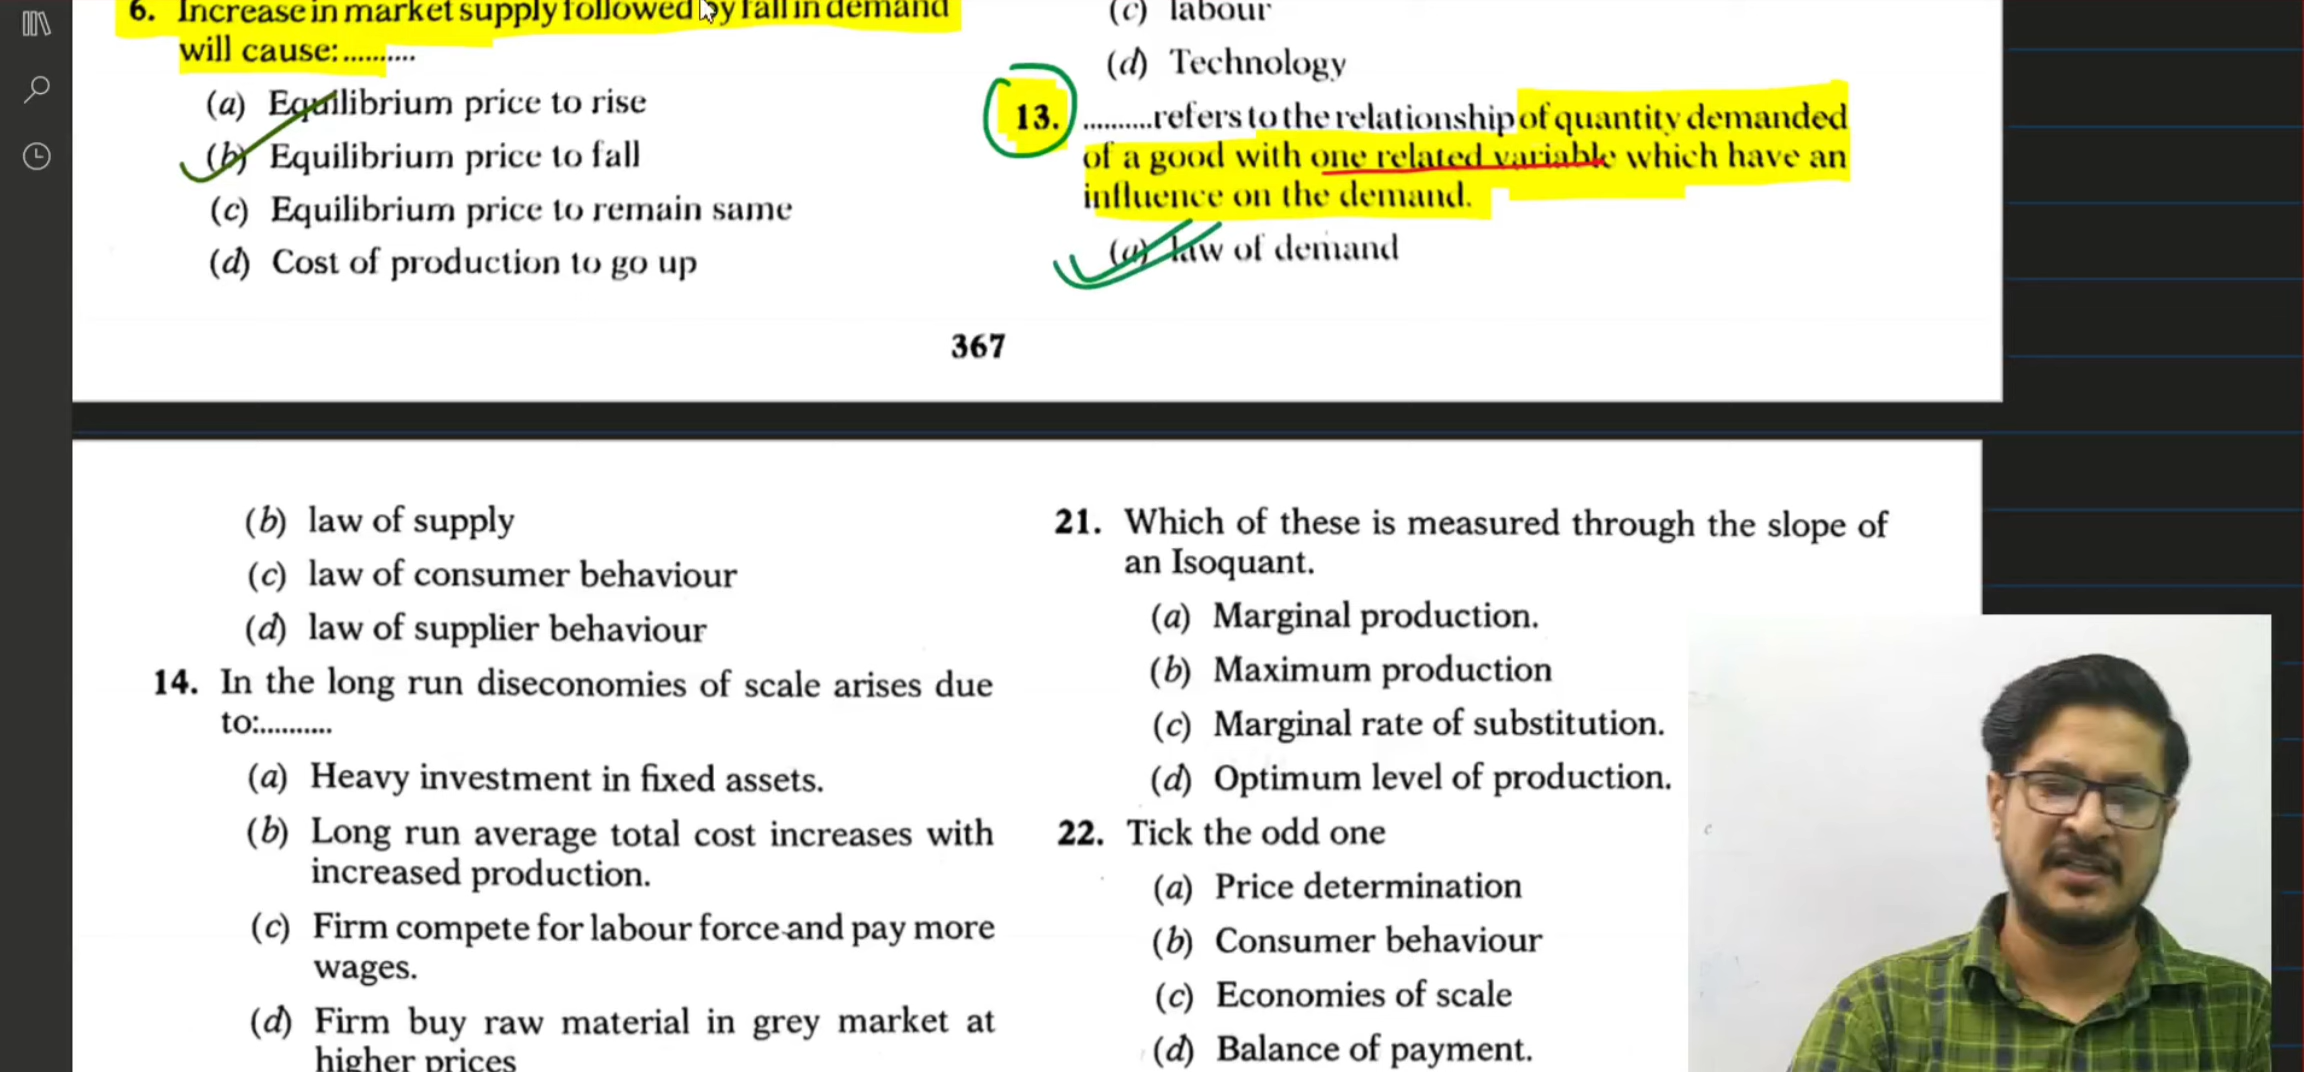 6. Increase in market supply followed by fall in demand
will cause:..........
(a) Equilibrium price to rise
(b) Equilibrium price to fall
(c) Equilibrium price to remain same
(d) Cost of production to go up
(c) labour
(d) Technology
13. ..........refers to the relationship of quantity demanded
of a good with one related variable which have an
influence on the demand.
(a) law of demand
367
(b) law of supply
(c) law of consumer behaviour
(d) law of supplier behaviour
14. In the long run diseconomies of scale arises due
to:..........
(a) Heavy investment in fixed assets.
(b) Long run average total cost increases with
increased production.
(c) Firm compete for labour force and pay more
wages.
(d) Firm buy raw material in grey market at
higher prices
21. Which of these is measured through the slope of
an Isoquant.
(a) Marginal production.
(b) Maximum production
(c) Marginal rate of substitution.
(d) Optimum level of production.
22. Tick the odd one
(a) Price determination
(b) Consumer behaviour
(c) Economies of scale
(d) Balance of payment.